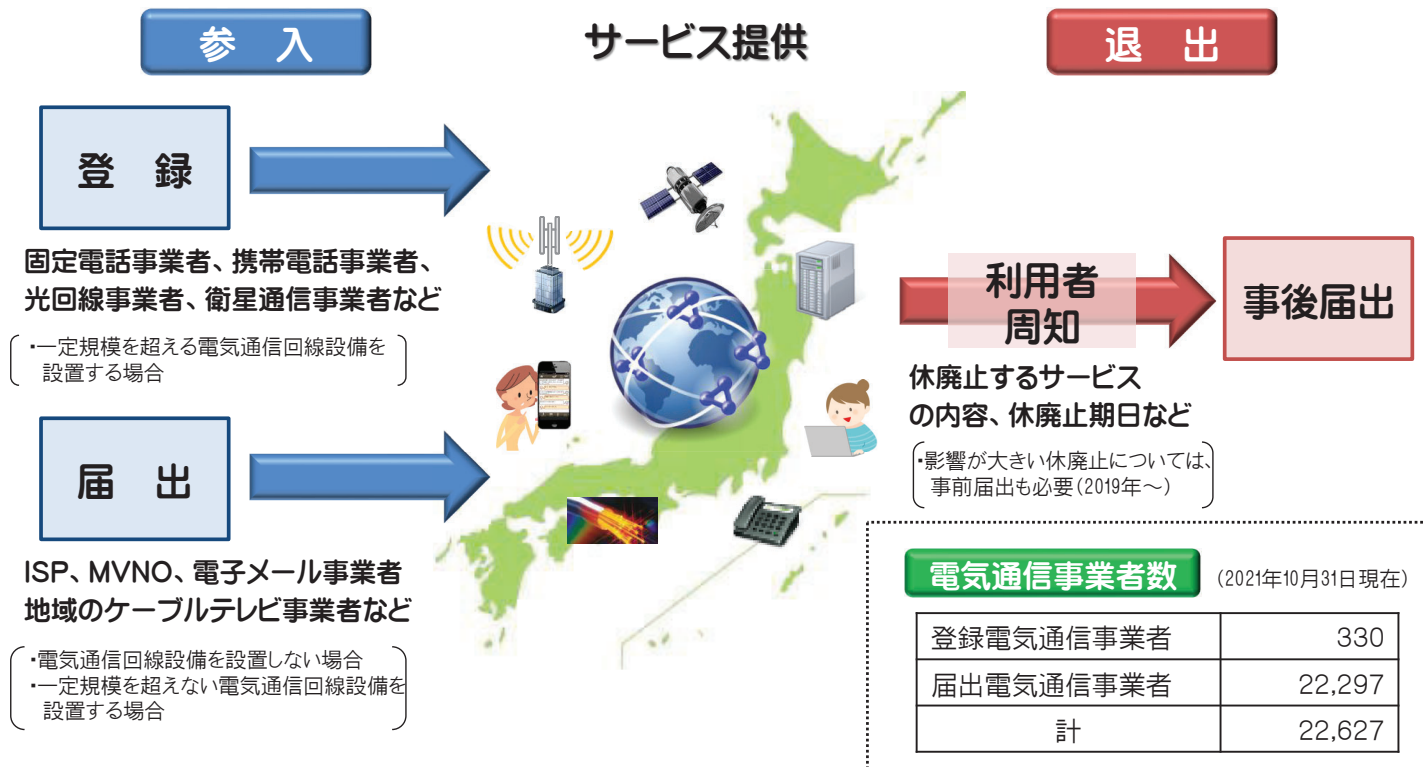 参 入
サービス提供
退 出
登 録
固定電話事業者、携帯電話事業者、
光回線事業者、衛星通信事業者など
・一定規模を超える電気通信回線設備を
設置する場合
届 出
ISP、MVNO、電子メール事業者
地域のケーブルテレビ事業者など
・電気通信回線設備を設置しない場合
・一定規模を超えない電気通信回線設備を
設置する場合
利用者
周知
事後届出
休廃止するサービス
の内容、休廃止期日など
・影響が大きい休廃止については、
事前届出も必要(2019年～)
電気通信事業者数 (2021年10月31日現在)
登録電気通信事業者 330
届出電気通信事業者 22,297
計 22,627